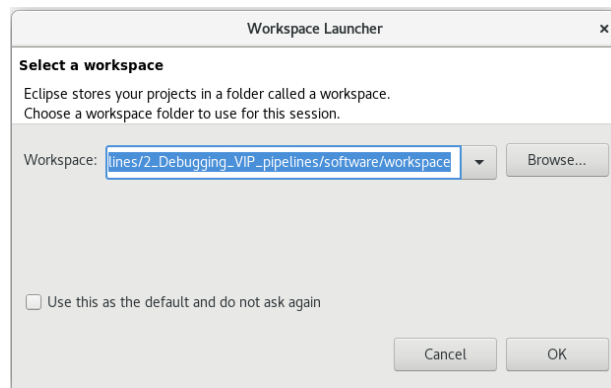 Workspace Launcher ×
Select a workspace
Eclipse stores your projects in a folder called a workspace.
Choose a workspace folder to use for this session.
Workspace: lines/2_Debugging_VIP_pipelines/software/workspace Browse...
Use this as the default and do not ask again
Cancel OK